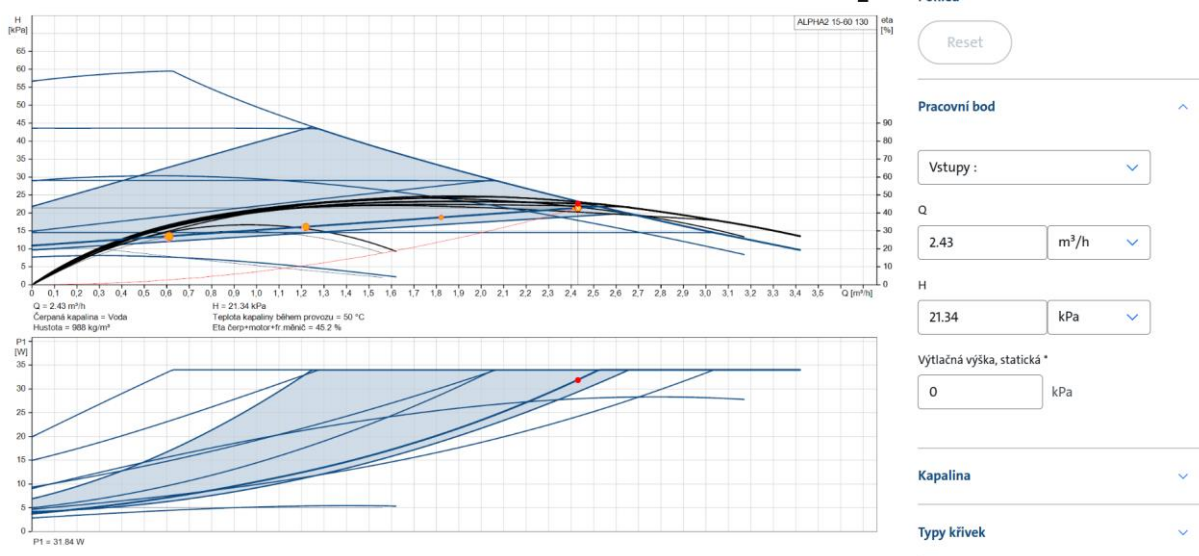 H
[kPa]
ALPHA2 15-60 130
eta
[%]
65
60
55
50
45
40
35
30
25
20
15
10
5
0
90
80
70
60
50
40
30
20
10
0
0 0,1 0,2 0,3 0,4 0,5 0,6 0,7 0,8 0,9 1,0 1,1 1,2 1,3 1,4 1,5 1,6 1,7 1,8 1,9 2,0 2,1 2,2 2,3 2,4 2,5 2,6 2,7 2,8 2,9 3,0 3,1 3,2 3,3 3,4 3,5 Q [m³/h]
Q = 2.43 m³/h
Čerpaná kapalina = Voda
Hustota = 988 kg/m³
H = 21.34 kPa
Teplota kapaliny během provozu = 50 °C
Eta čerp+motor+fr.měnič = 45.2 %
P1
[W]
35
30
25
20
15
10
5
0
P1 = 31.84 W
Reset
Pracovní bod
Vstupy :
Q
2.43 m³/h
H
21.34 kPa
Výtlačná výška, statická *
0 kPa
Kapalina
Typy křivek